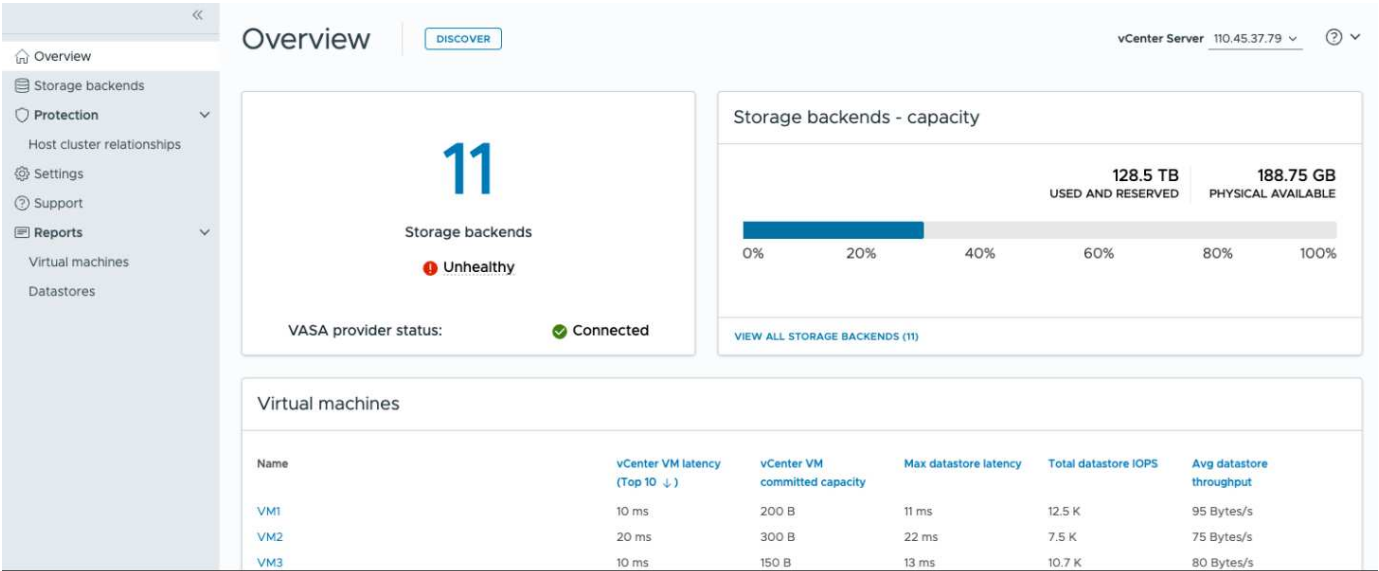 Overview
Storage backends
Protection
Host cluster relationships
Settings
Support
Reports
Virtual machines
Datastores
Overview
DISCOVER
vCenter Server 110.45.37.79
11
Storage backends
Unhealthy
VASA provider status: Connected
Storage backends - capacity
128.5 TB 188.75 GB
USED AND RESERVED PHYSICAL AVAILABLE
0% 20% 40% 60% 80% 100%
VIEW ALL STORAGE BACKENDS (11)
Virtual machines
Name vCenter VM latency vCenter VM Max datastore latency Total datastore IOPS Avg datastore
(Top 10 ↓) committed capacity throughput
VM1 10 ms 200 B 11 ms 12.5 K 95 Bytes/s
VM2 20 ms 300 B 22 ms 7.5 K 75 Bytes/s
VM3 10 ms 150 B 13 ms 10.7 K 80 Bytes/s